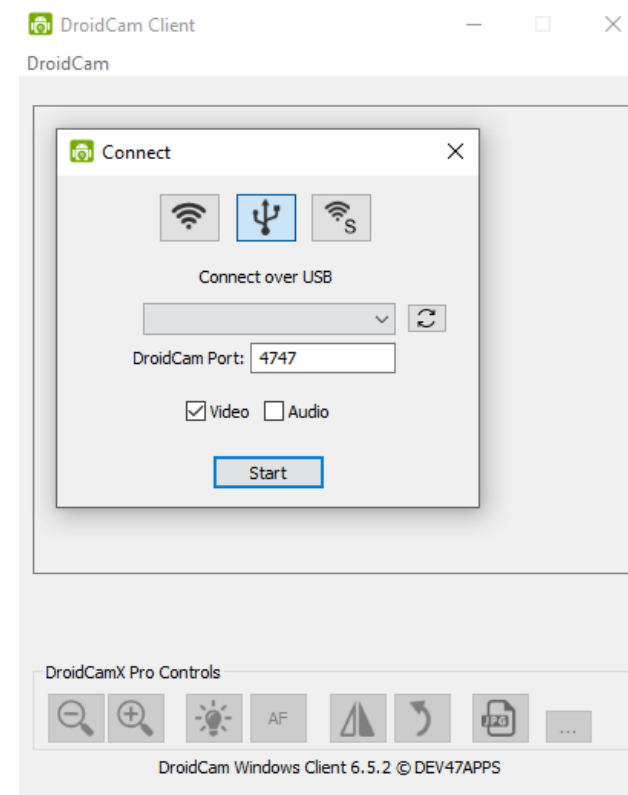 DroidCam Client
DroidCam
Connect
S
Connect over USB
DroidCam Port: 4747
Video Audio
Start
DroidCamX Pro Controls
AF JPG ...
DroidCam Windows Client 6.5.2 © DEV47APPS